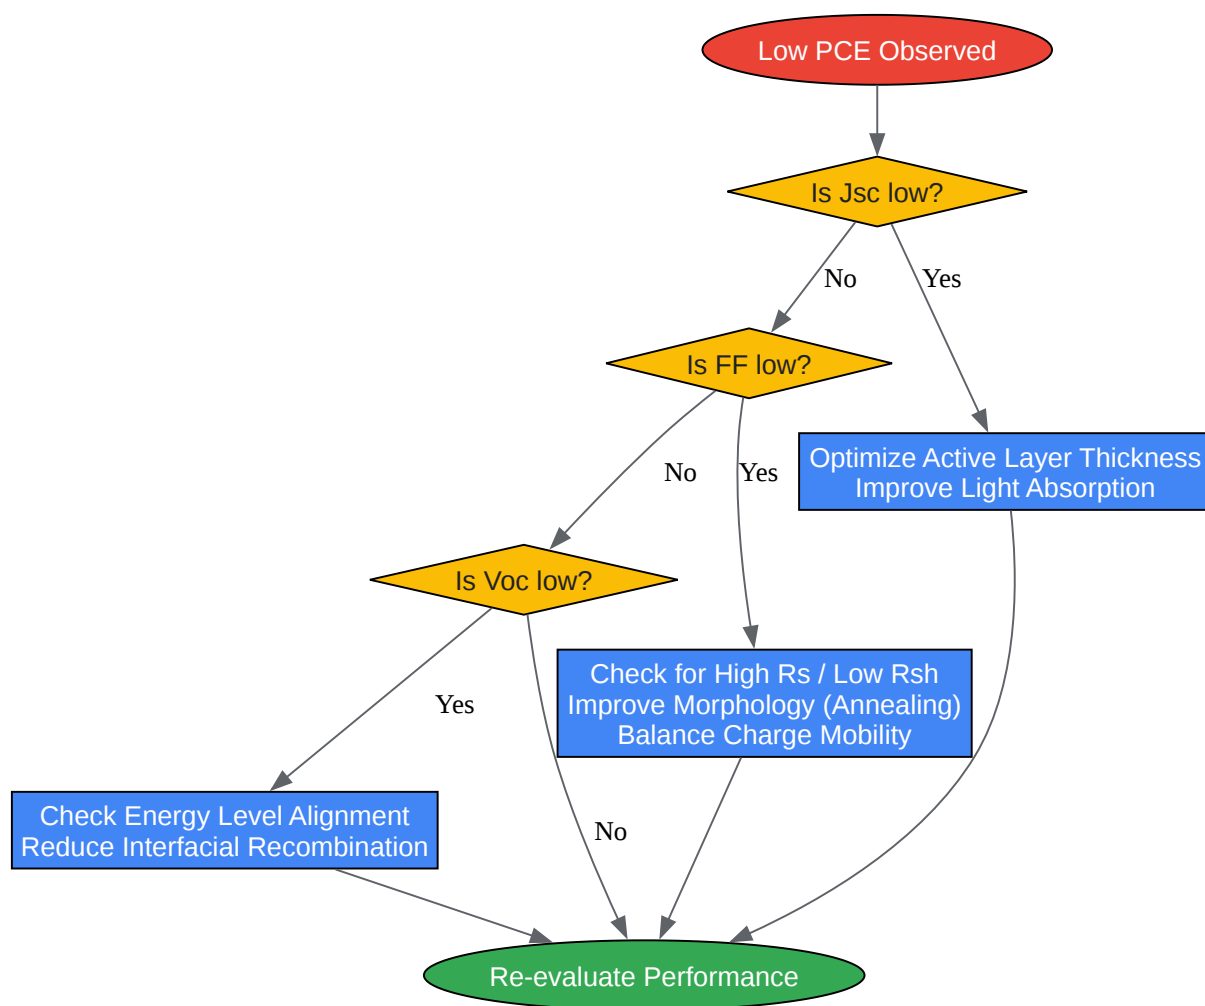 Low PCE Observed
Is Jsc low?
No
Yes
Is FF low?
No
Yes
Optimize Active Layer Thickness
Improve Light Absorption
Is Voc low?
Yes
No
Check for High Rs / Low Rsh
Improve Morphology (Annealing)
Balance Charge Mobility
Check Energy Level Alignment
Reduce Interfacial Recombination
Re-evaluate Performance